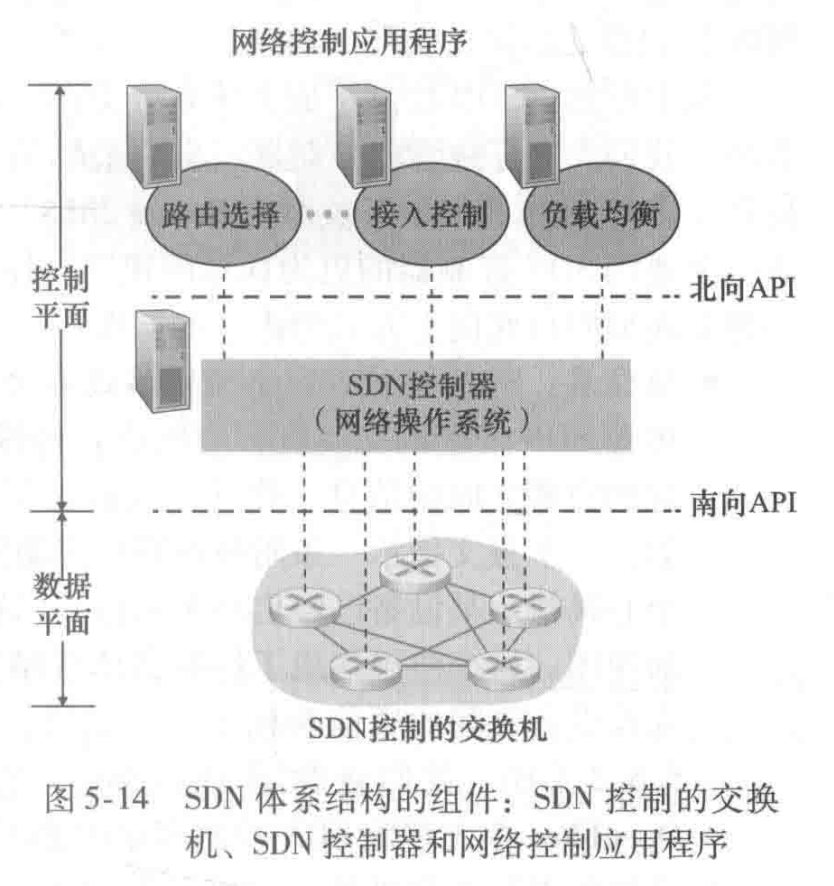 网络控制应用程序
路由选择
接入控制
负载均衡
控制
平面
北向API
SDN控制器
（网络操作系统）
南向API
数据
平面
SDN控制的交换机
图 5-14 SDN 体系结构的组件：SDN 控制的交换
机、SDN 控制器和网络控制应用程序